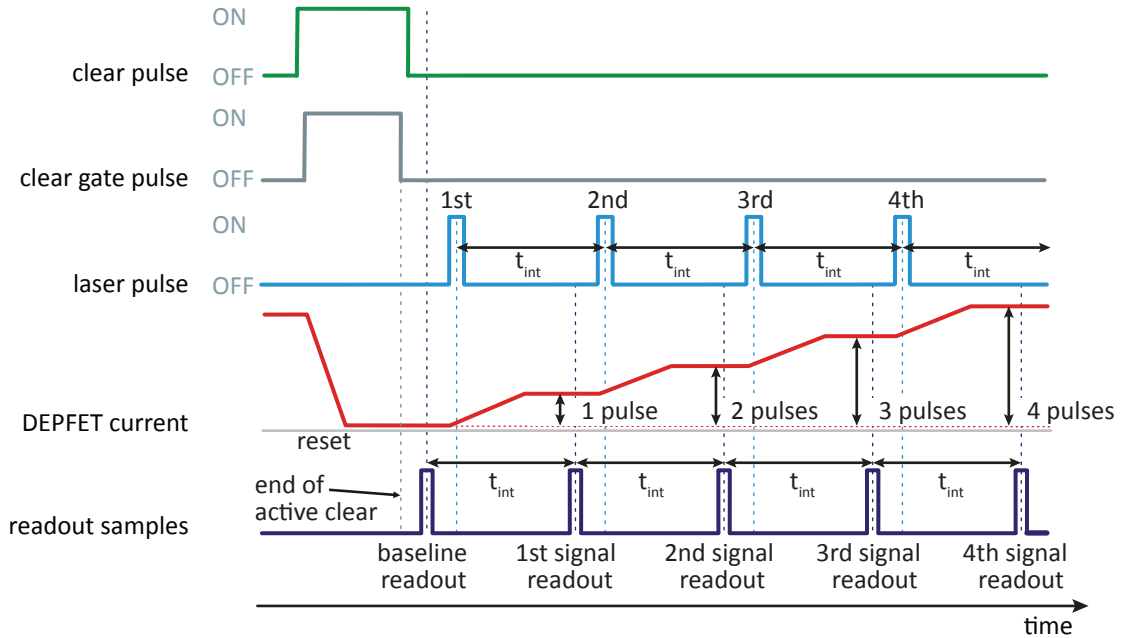 ON
clear pulse OFF
ON
clear gate pulse OFF
1st 2nd 3rd 4th
ON
t_int t_int t_int t_int
laser pulse OFF
1 pulse 2 pulses 3 pulses 4 pulses
DEPFET current
reset
end of
active clear
t_int t_int t_int t_int
readout samples
baseline
readout
1st signal
readout
2nd signal
readout
3rd signal
readout
4th signal
readout
time